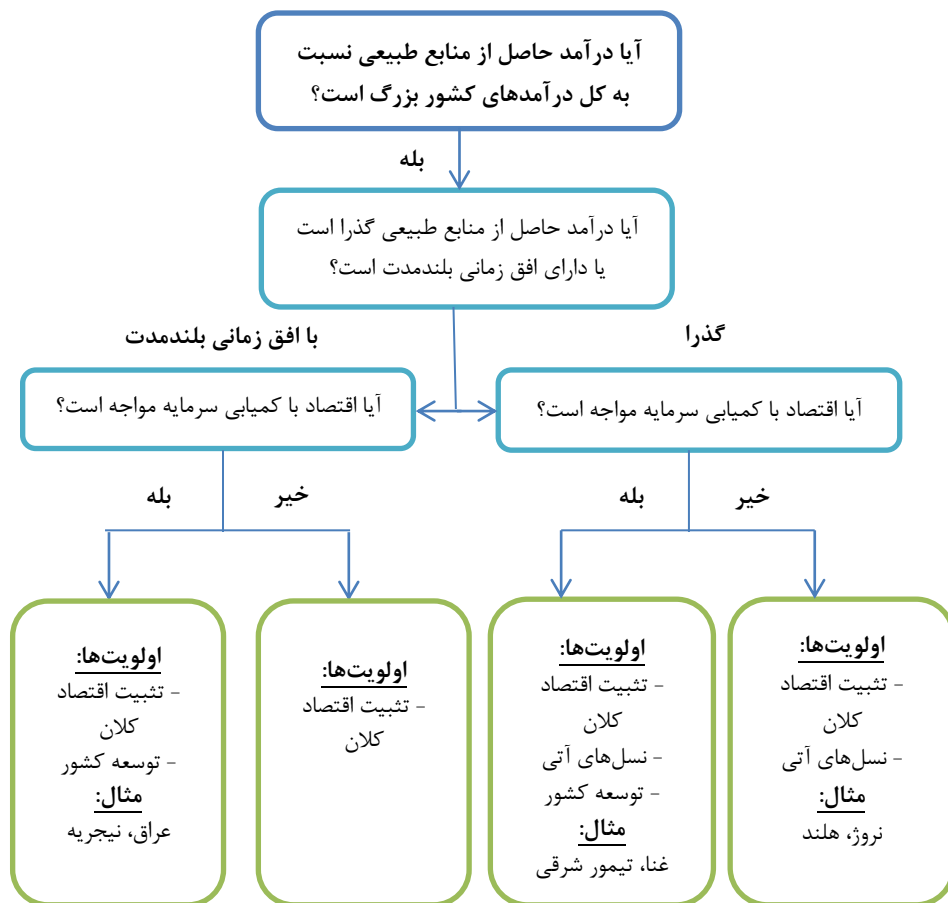 آیا درآمد حاصل از منابع طبیعی نسبت
به کل درآمدهای کشور بزرگ است؟
بله
آیا درآمد حاصل از منابع طبیعی گذرا است
یا دارای افق زمانی بلندمدت است؟
گذرا
با افق زمانی بلندمدت
آیا اقتصاد با کمیابی سرمایه مواجه است؟
آیا اقتصاد با کمیابی سرمایه مواجه است؟
خیر
بله
خیر
بله
اولویت‌ها:
- تثبیت اقتصاد
کلان
- نسل‌های آتی
مثال:
نروژ، هلند
اولویت‌ها:
- تثبیت اقتصاد
کلان
- نسل‌های آتی
- توسعه کشور
مثال:
غنا، تیمور شرقی
اولویت‌ها:
- تثبیت اقتصاد
کلان
اولویت‌ها:
- تثبیت اقتصاد
کلان
- توسعه کشور
مثال:
عراق، نیجریه